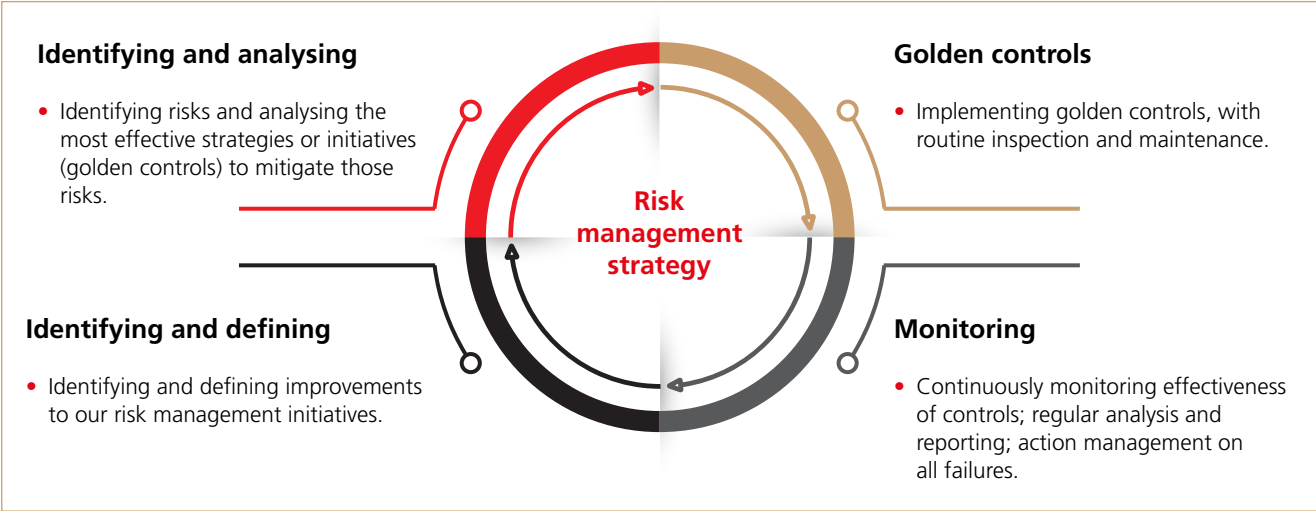 Identifying and analysing
• Identifying risks and analysing the
most effective strategies or initiatives
(golden controls) to mitigate those
risks.
Golden controls
• Implementing golden controls, with
routine inspection and maintenance.
Risk
management
strategy
Identifying and defining
• Identifying and defining improvements
to our risk management initiatives.
Monitoring
• Continuously monitoring effectiveness
of controls; regular analysis and
reporting; action management on
all failures.